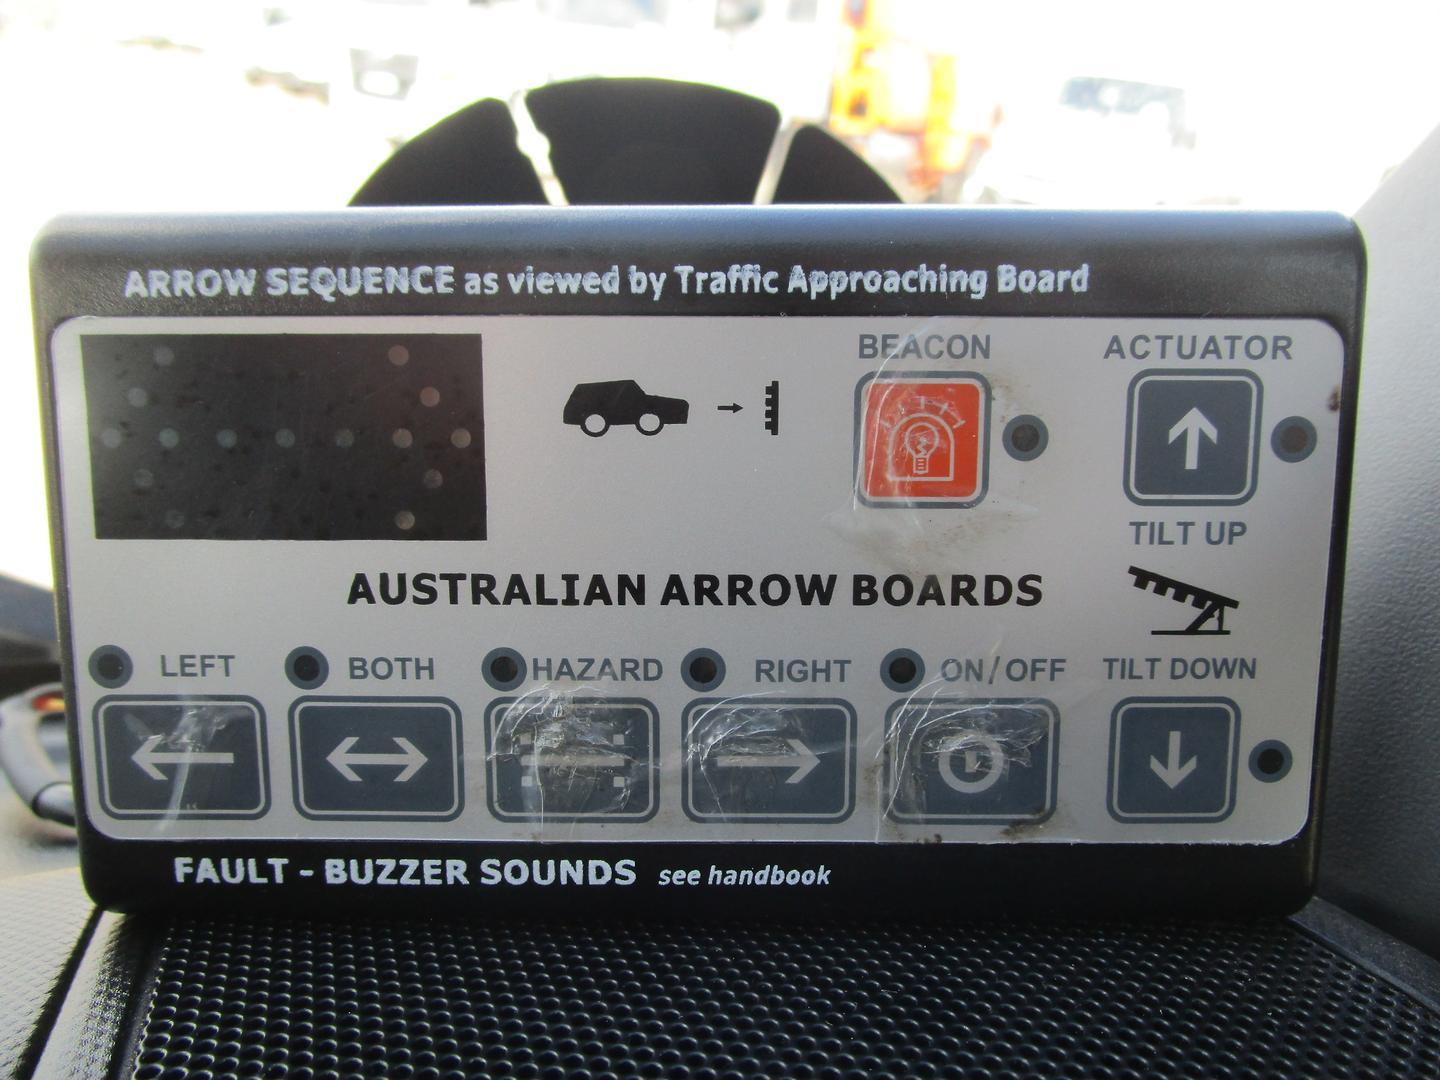 ARROW SEQUENCE as viewed by Traffic Approaching Board
BEACON
ACTUATOR
TILT UP
AUSTRALIAN ARROW BOARDS
LEFT
BOTH
HAZARD
RIGHT
ON/OFF
TILT DOWN
FAULT - BUZZER SOUNDS see handbook